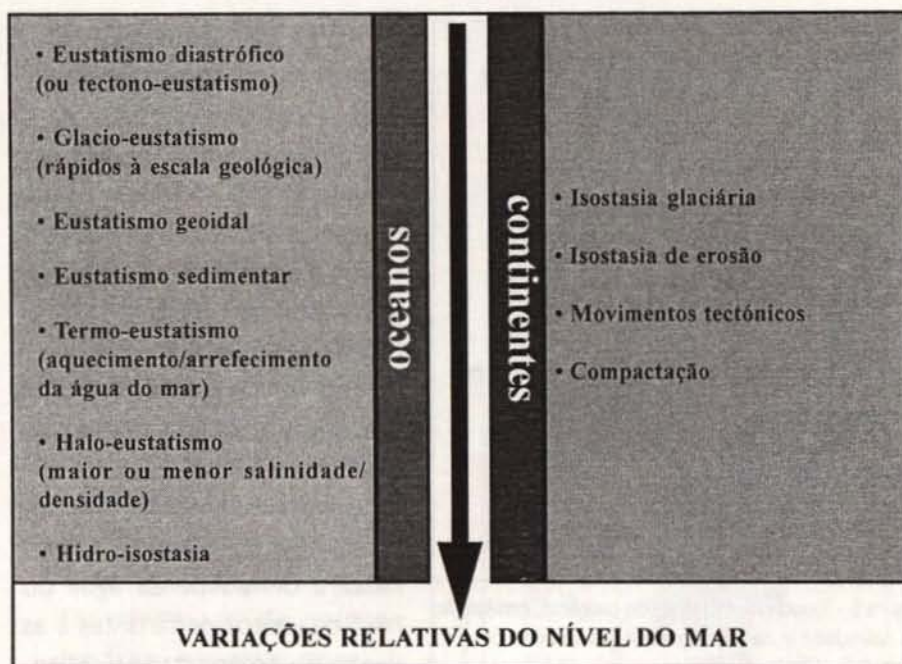 • Eustatismo diastrófico
(ou tectono-eustatismo)
• Glacio-eustatismo
(rápidos à escala geológica)
• Eustatismo geoidal
• Eustatismo sedimentar
• Termo-eustatismo
(aquecimento/arrefecimento
da água do mar)
• Halo-eustatismo
(maior ou menor salinidade/
densidade)
• Hidro-isostasia
oceanos
continentes
• Isostasia glaciária
• Isostasia de erosão
• Movimentos tectónicos
• Compactação
VARIAÇÕES RELATIVAS DO NÍVEL DO MAR